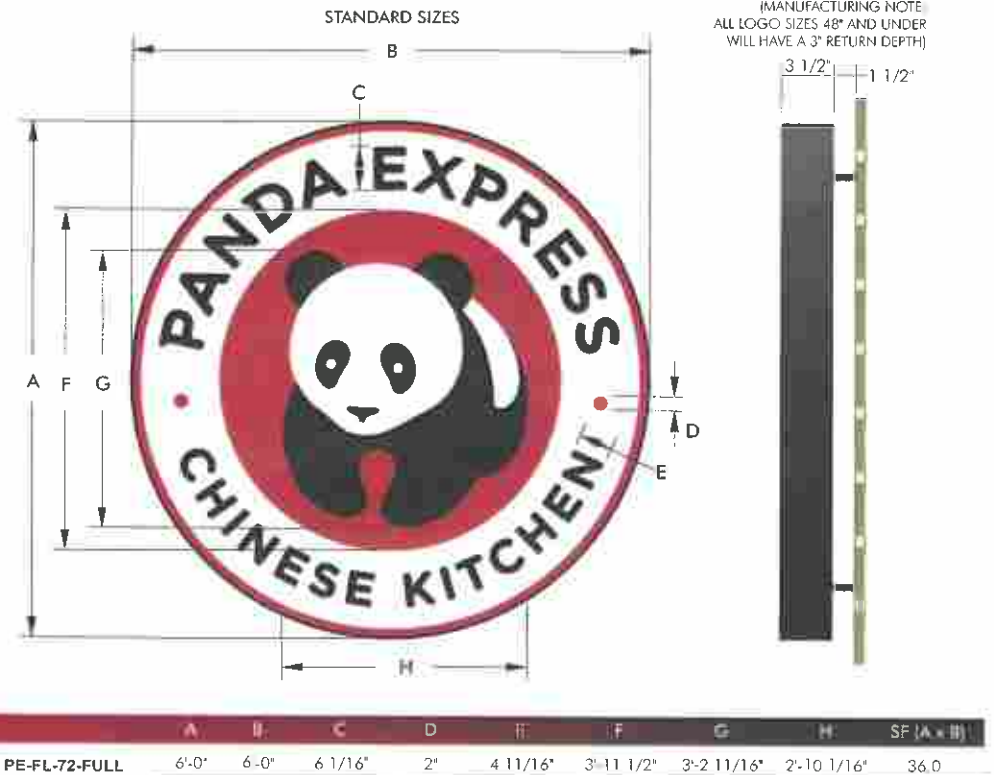 STANDARD SIZES
(MANUFACTURING NOTE
ALL LOGO SIZES 48" AND UNDER
WILL HAVE A 3" RETURN DEPTH)
B
3 1/2"
1 1/2"
C
PANDA EXPRESS
A
F
G
D
E
CHINESE KITCHEN
H
A B C D E F G H SF (A x B)
PE-FL-72-FULL 6'-0" 6'-0" 6 1/16" 2" 4 11/16" 3'-11 1/2" 3'-2 11/16" 2'-10 1/16" 36.0